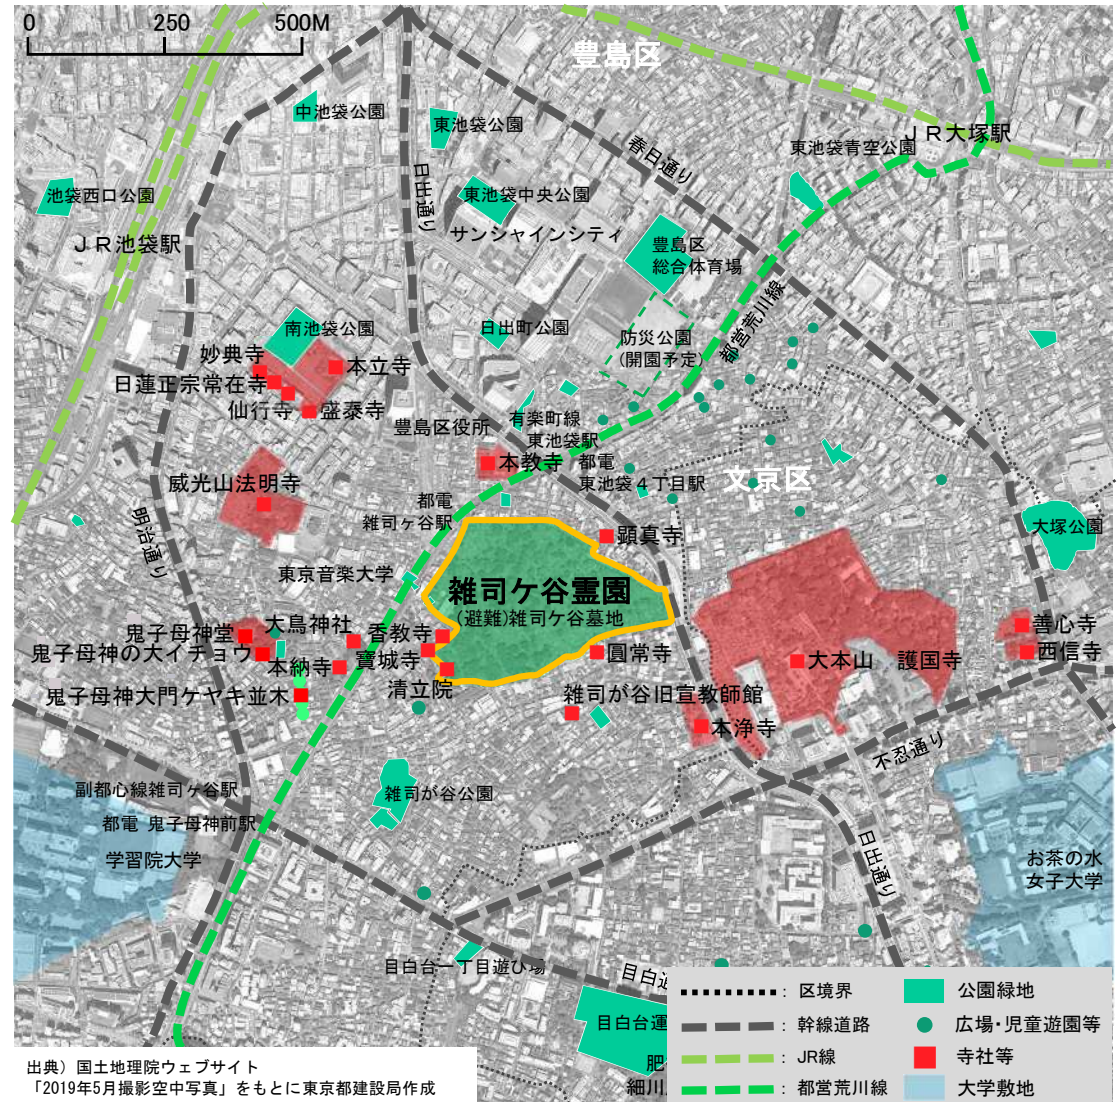 0 250 500M
豊島区
中池袋公園
東池袋公園
JR大塚駅
春日通り
東池袋青空公園
日出通り
池袋西口公園
東池袋中央公園
サンシャインシティ
JR池袋駅
豊島区
総合体育場
都営荒川線
南池袋公園
日出町公園
防災公園
(開園予定)
妙典寺
本立寺
日蓮正宗常在寺
仙行寺
盛泰寺
豊島区役所
有楽町線
東池袋駅
本教寺
都電
東池袋4丁目駅
文京区
威光山法明寺
都電
雑司ヶ谷駅
明治通り
顕真寺
大塚公園
東京音楽大学
雑司ケ谷霊園
(避難)雑司ケ谷墓地
大鳥神社
鬼子母神堂
香教寺
善心寺
鬼子母神の大イチョウ
寶城寺
圓常寺
大本山 護国寺
西信寺
本納寺
清立院
鬼子母神大門ケヤキ並木
雑司が谷旧宣教師館
本浄寺
不忍通り
副都心線雑司ヶ谷駅
雑司が谷公園
都電 鬼子母神前駅
学習院大学
日出通り
お茶の水
女子大学
目白台一丁目遊び場
目白通
目白台運
肥
細川
: 区境界
公園緑地
: 幹線道路
広場・児童遊園等
: JR線
寺社等
: 都営荒川線
大学敷地
出典）国土地理院ウェブサイト
「2019年5月撮影空中写真」をもとに東京都建設局作成